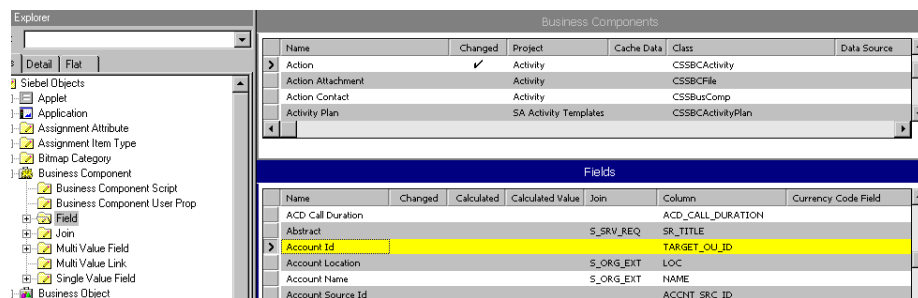 Explorer
Detail Flat
Siebel Objects
Applet
Application
Assignment Attribute
Assignment Item Type
Bitmap Category
Business Component
Business Component Script
Business Component User Prop
Field
Join
Multi Value Field
Multi Value Link
Single Value Field
Business Object
Business Components
Name Changed Project Cache Data Class Data Source
Action Activity CSSBCActivity
Action Attachment Activity CSSBCFile
Action Contact Activity CSSBusComp
Activity Plan SA Activity Templates CSSBCActivityPlan
Fields
Name Changed Calculated Calculated Value Join Column Currency Code Field
ACD Call Duration ACD_CALL_DURATION
Abstract S_SRV_REQ SR_TITLE
Account Id TARGET_OU_ID
Account Location S_ORG_EXT LOC
Account Name S_ORG_EXT NAME
Account Source Id ACCNT_SRC_ID